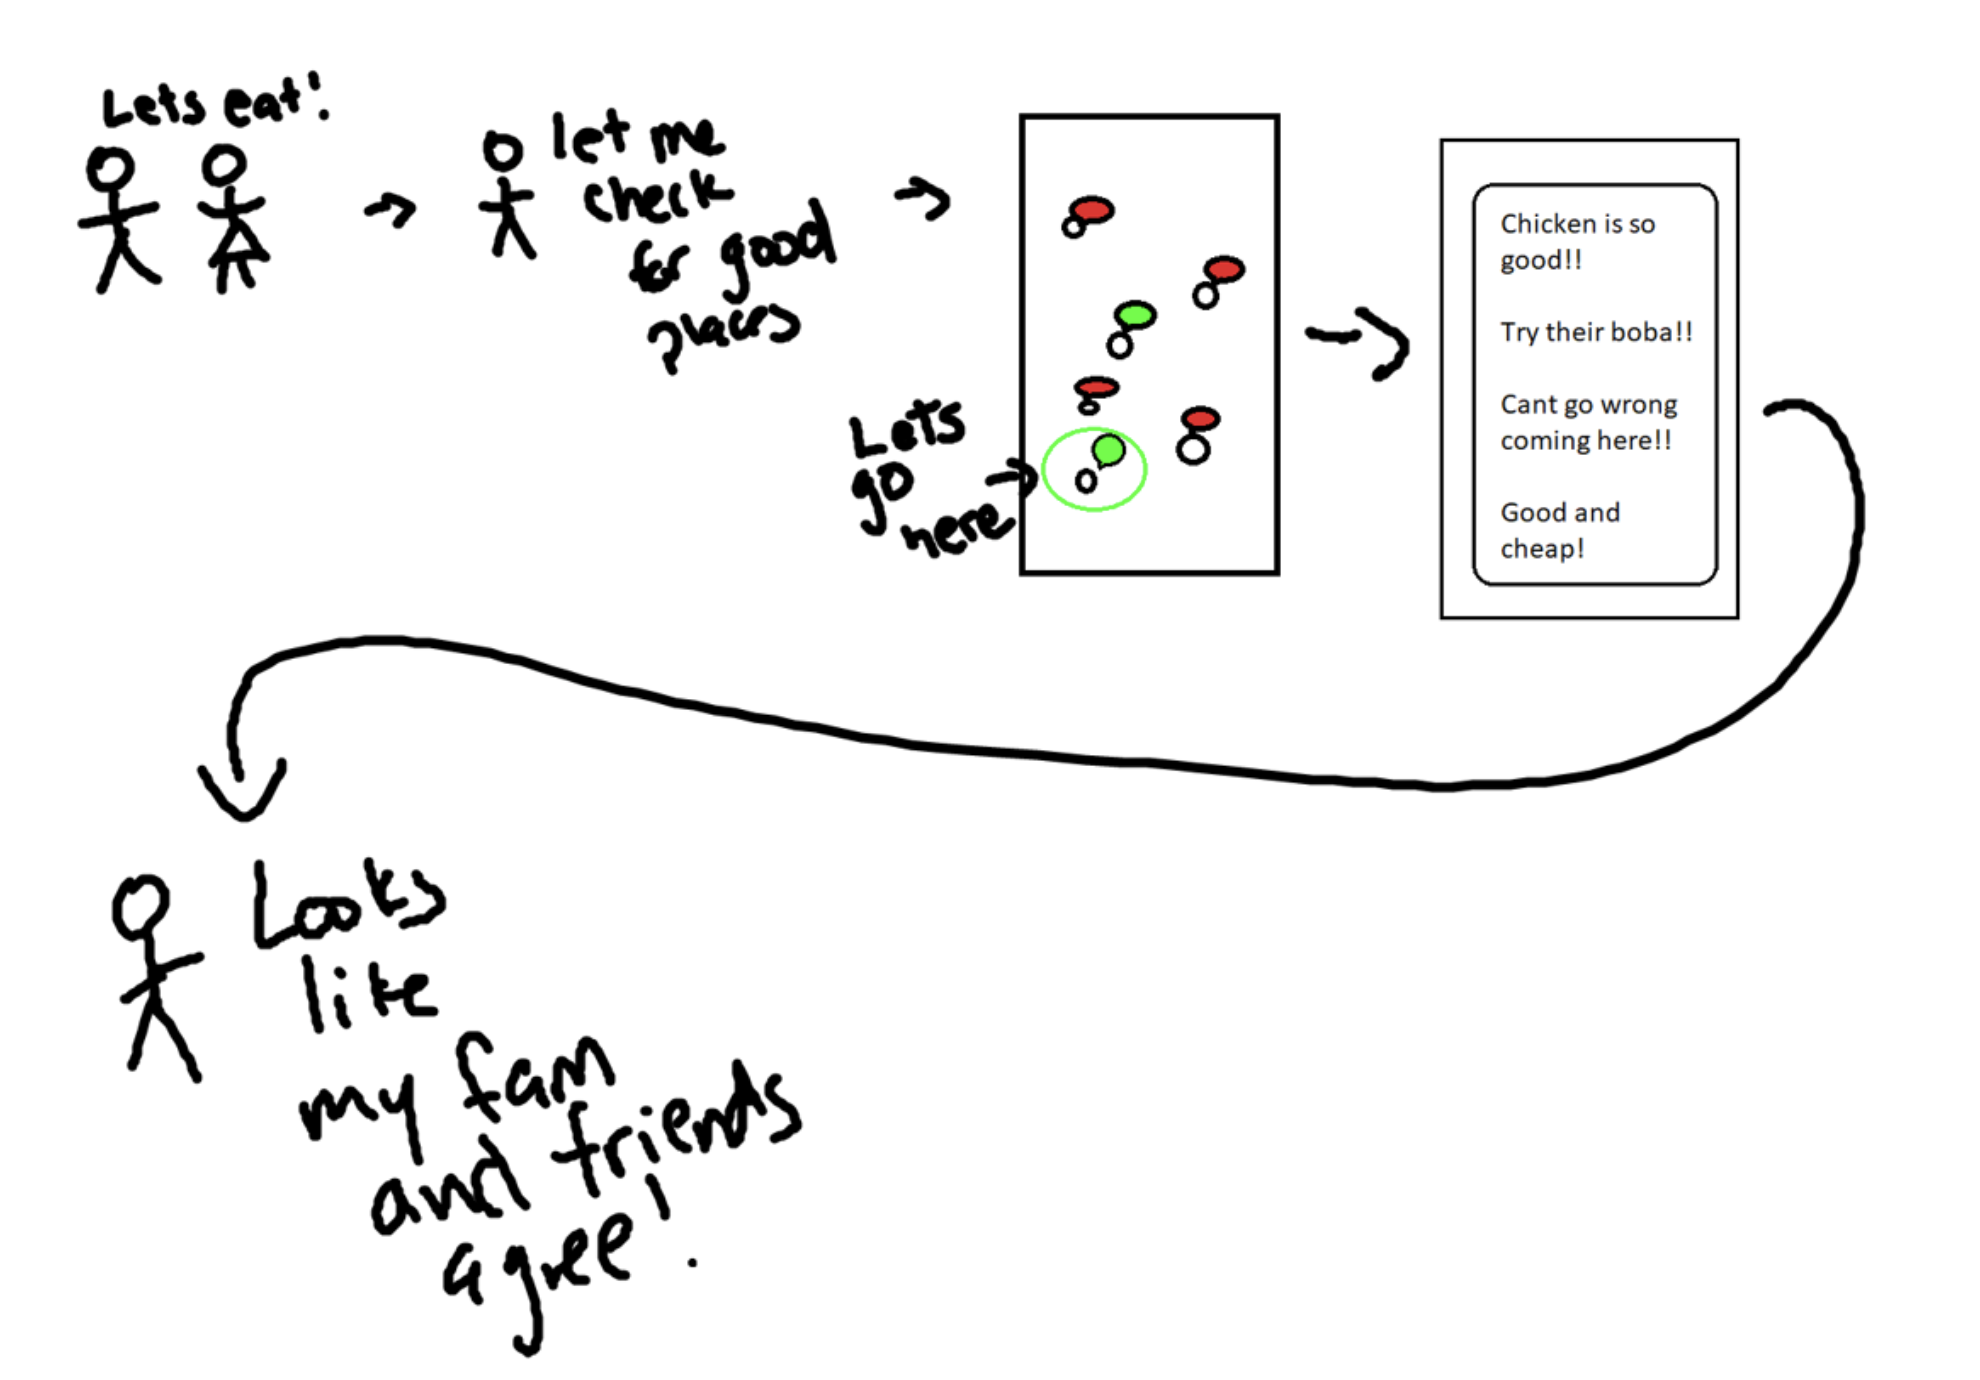 Lets eat!
let me
check
for good
places
Lets
go
here
Chicken is so
good!!
Try their boba!!
Cant go wrong
coming here!!
Good and
cheap!
Looks
like
my fam
and friends
agree!